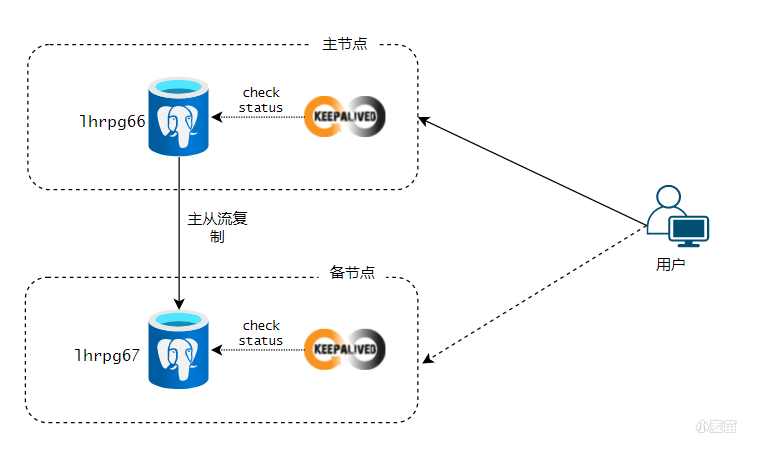 主节点
check
status
KEEPALIVED
lhrpg66
主从流复
制
用户
备节点
check
status
KEEPALIVED
lhrpg67
小麦苗